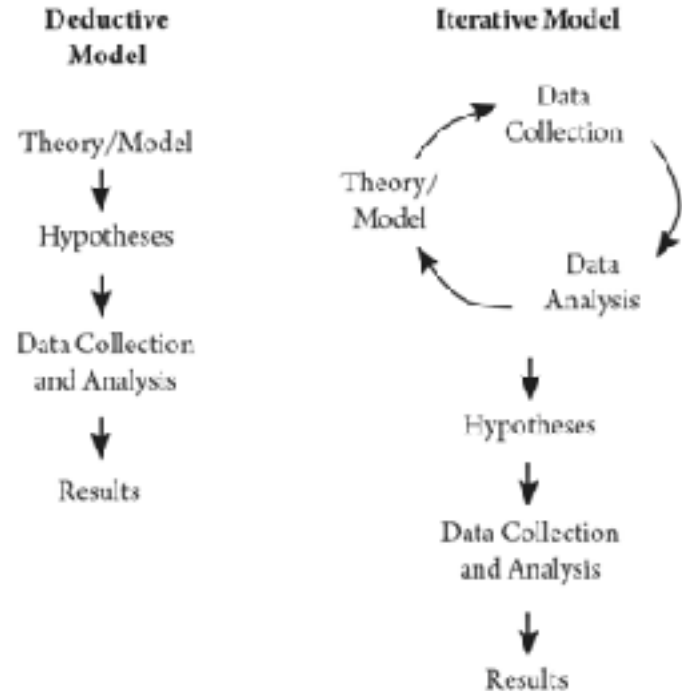 Deductive
Model
Theory/Model
Hypotheses
Data Collection
and Analysis
Results
Iterative Model
Data
Collection
Theory/
Model
Data
Analysis
Hypotheses
Data Collection
and Analysis
Results